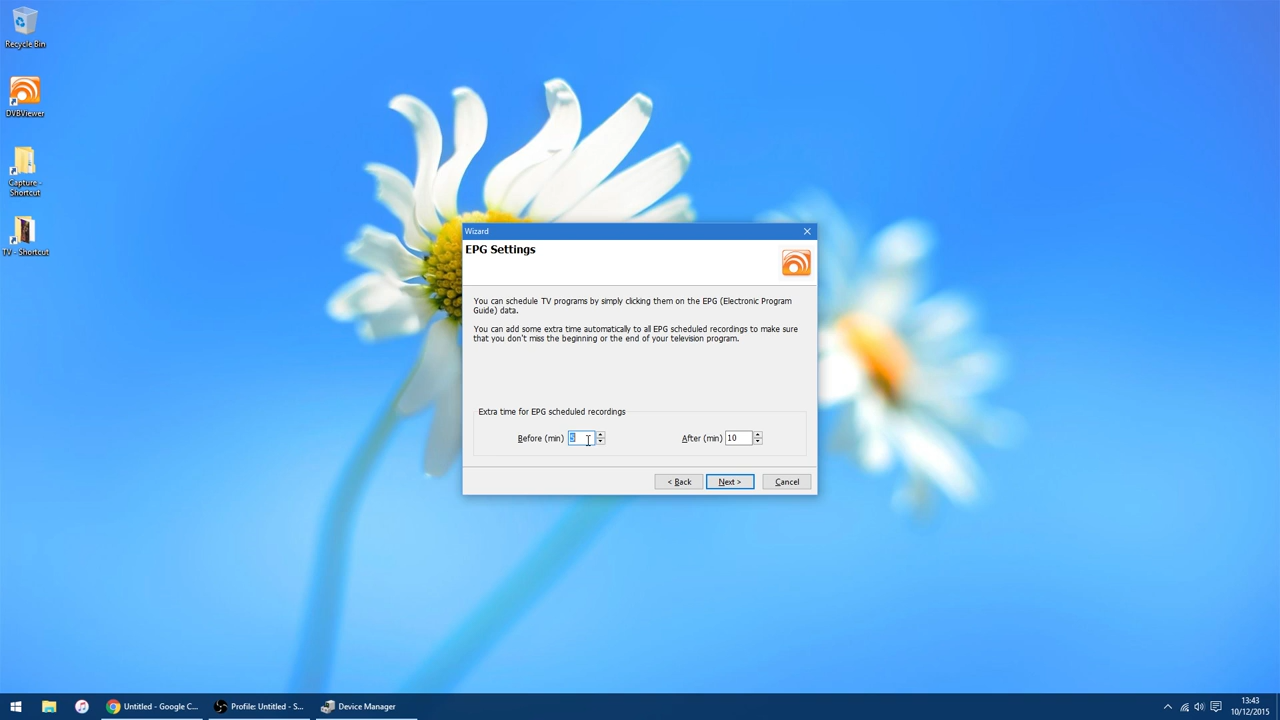 Recycle Bin
DVBViewer
Capture -
Shortcut
TV - Shortcut
Wizard
EPG Settings
You can schedule TV programs by simply clicking them on the EPG (Electronic Program
Guide) data.
You can add some extra time automatically to all EPG scheduled recordings to make sure
that you don't miss the beginning or the end of your television program.
Extra time for EPG scheduled recordings
Before (min) 5
After (min) 10
< Back
Next >
Cancel
Untitled - Google C...
Profile: Untitled - S...
Device Manager
13:43
10/12/2015